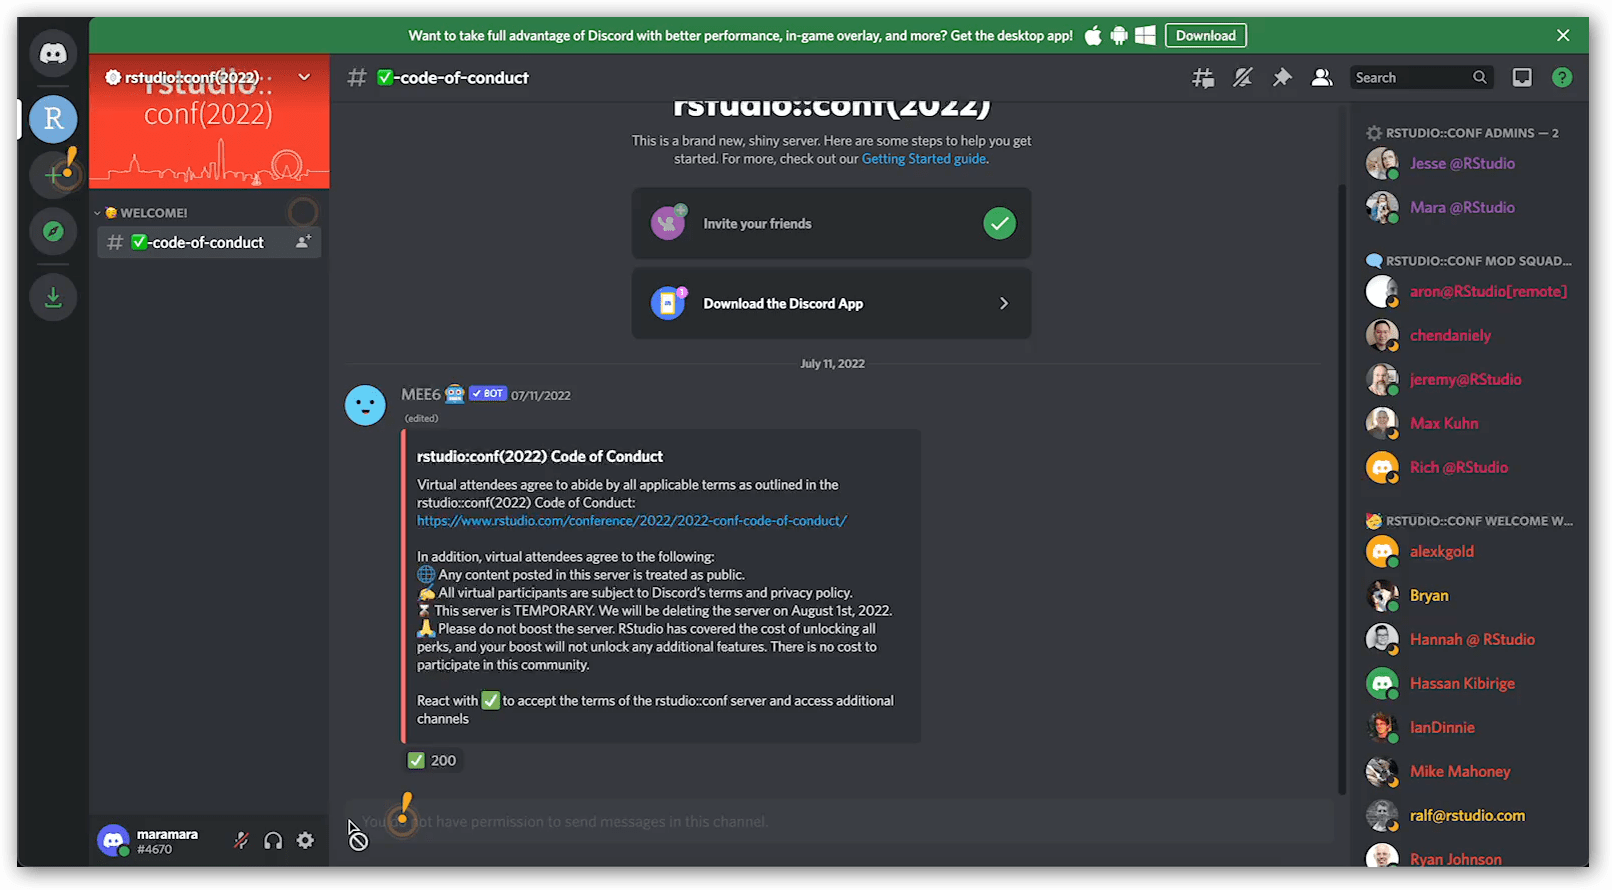 Want to take full advantage of Discord with better performance, in-game overlay, and more? Get the desktop app!
Download
rstudio::conf(2022)
rstudio::
conf(2022)
R
WELCOME!
# ✅-code-of-conduct
# ✅-code-of-conduct
Search
?
rstudio::conf(2022)
This is a brand new, shiny server. Here are some steps to help you get
started. For more, check out our Getting Started guide.
Invite your friends
Download the Discord App
July 11, 2022
MEE6 🤖 ✓ BOT 07/11/2022
(edited)
rstudio:conf(2022) Code of Conduct
Virtual attendees agree to abide by all applicable terms as outlined in the
rstudio::conf(2022) Code of Conduct:
https://www.rstudio.com/conference/2022/2022-conf-code-of-conduct/
In addition, virtual attendees agree to the following:
🌐 Any content posted in this server is treated as public.
✍️ All virtual participants are subject to Discord's terms and privacy policy.
⏳ This server is TEMPORARY. We will be deleting the server on August 1st, 2022.
🙏 Please do not boost the server. RStudio has covered the cost of unlocking all
perks, and your boost will not unlock any additional features. There is no cost to
participate in this community.
React with ✅ to accept the terms of the rstudio::conf server and access additional
channels
✅ 200
You do not have permission to send messages in this channel.
maramara
#4670
RSTUDIO::CONF ADMINS — 2
Jesse @RStudio
Mara @RStudio
RSTUDIO::CONF MOD SQUAD...
aron@RStudio[remote]
chendaniely
jeremy@RStudio
Max Kuhn
Rich @RStudio
RSTUDIO::CONF WELCOME W...
alexkgold
Bryan
Hannah @ RStudio
Hassan Kibirige
IanDinnie
Mike Mahoney
ralf@rstudio.com
Ryan Johnson